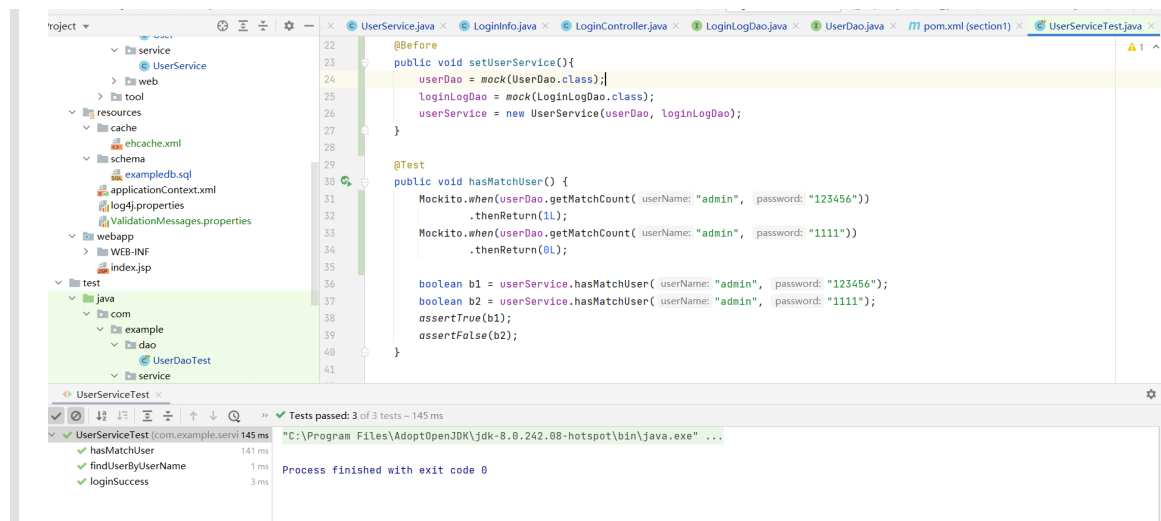 Project
UserService.java
LoginInfo.java
LoginController.java
LoginLogDao.java
UserDao.java
pom.xml (section1)
UserServiceTest.java
service
UserService
web
tool
resources
cache
ehcache.xml
schema
exampledb.sql
applicationContext.xml
log4j.properties
ValidationMessages.properties
webapp
WEB-INF
index.jsp
test
java
com
example
dao
UserDaoTest
service
22 @Before
23 public void setUserService(){
24 userDao = mock(UserDao.class);
25 loginLogDao = mock(LoginLogDao.class);
26 userService = new UserService(userDao, loginLogDao);
27 }
28
29 @Test
30 public void hasMatchUser() {
31 Mockito.when(userDao.getMatchCount( userName: "admin", password: "123456"))
32 .thenReturn(1L);
33 Mockito.when(userDao.getMatchCount( userName: "admin", password: "1111"))
34 .thenReturn(0L);
35
36 boolean b1 = userService.hasMatchUser( userName: "admin", password: "123456");
37 boolean b2 = userService.hasMatchUser( userName: "admin", password: "1111");
38 assertTrue(b1);
39 assertFalse(b2);
40 }
41
1
UserServiceTest
Tests passed: 3 of 3 tests – 145 ms
UserServiceTest (com.example.servi 145 ms
hasMatchUser 141 ms
findUserByUserName 1 ms
loginSuccess 3 ms
"C:\Program Files\AdoptOpenJDK\jdk-8.0.242.08-hotspot\bin\java.exe" ...
Process finished with exit code 0